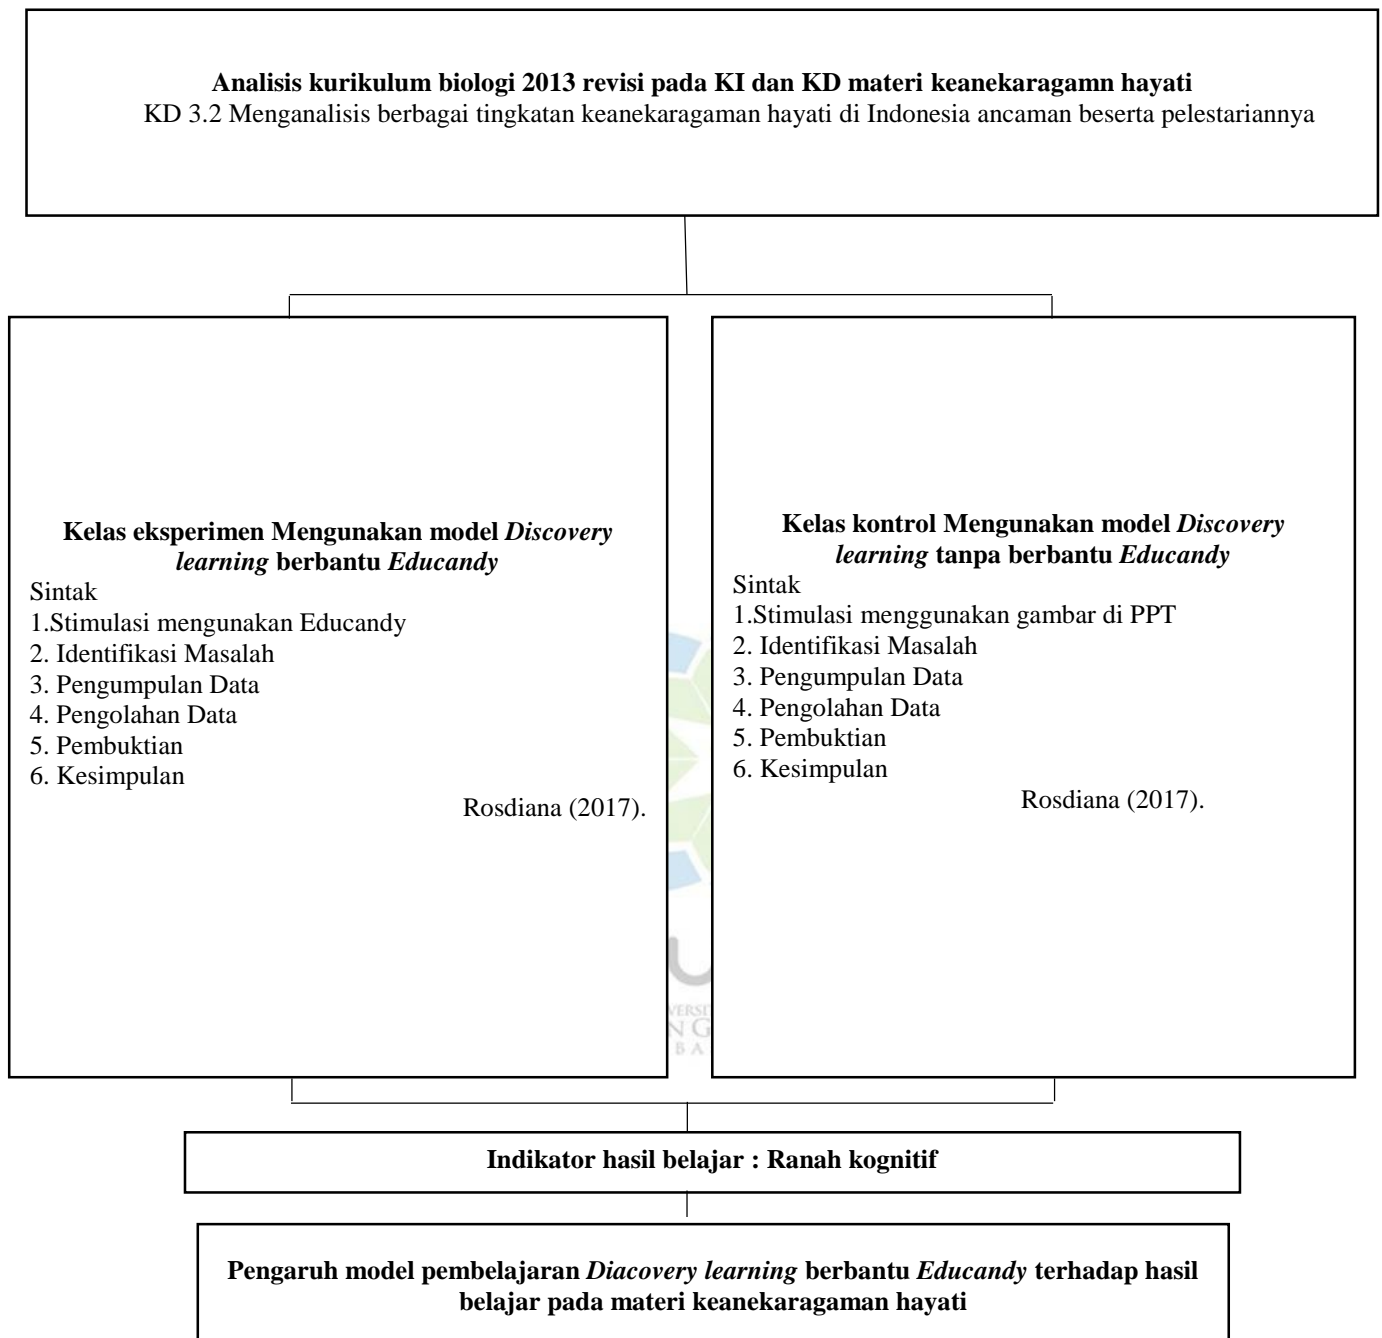 Analisis kurikulum biologi 2013 revisi pada KI dan KD materi keanekaragamn hayati
KD 3.2 Menganalisis berbagai tingkatan keanekaragaman hayati di Indonesia ancaman beserta pelestariannya
Kelas eksperimen Mengunakan model Discovery
learning berbantu Educandy
Sintak
1.Stimulasi mengunakan Educandy
2. Identifikasi Masalah
3. Pengumpulan Data
4. Pengolahan Data
5. Pembuktian
6. Kesimpulan
Rosdiana (2017).
Kelas kontrol Mengunakan model Discovery
learning tanpa berbantu Educandy
Sintak
1.Stimulasi menggunakan gambar di PPT
2. Identifikasi Masalah
3. Pengumpulan Data
4. Pengolahan Data
5. Pembuktian
6. Kesimpulan
Rosdiana (2017).
Indikator hasil belajar : Ranah kognitif
Pengaruh model pembelajaran Diacovery learning berbantu Educandy terhadap hasil
belajar pada materi keanekaragaman hayati